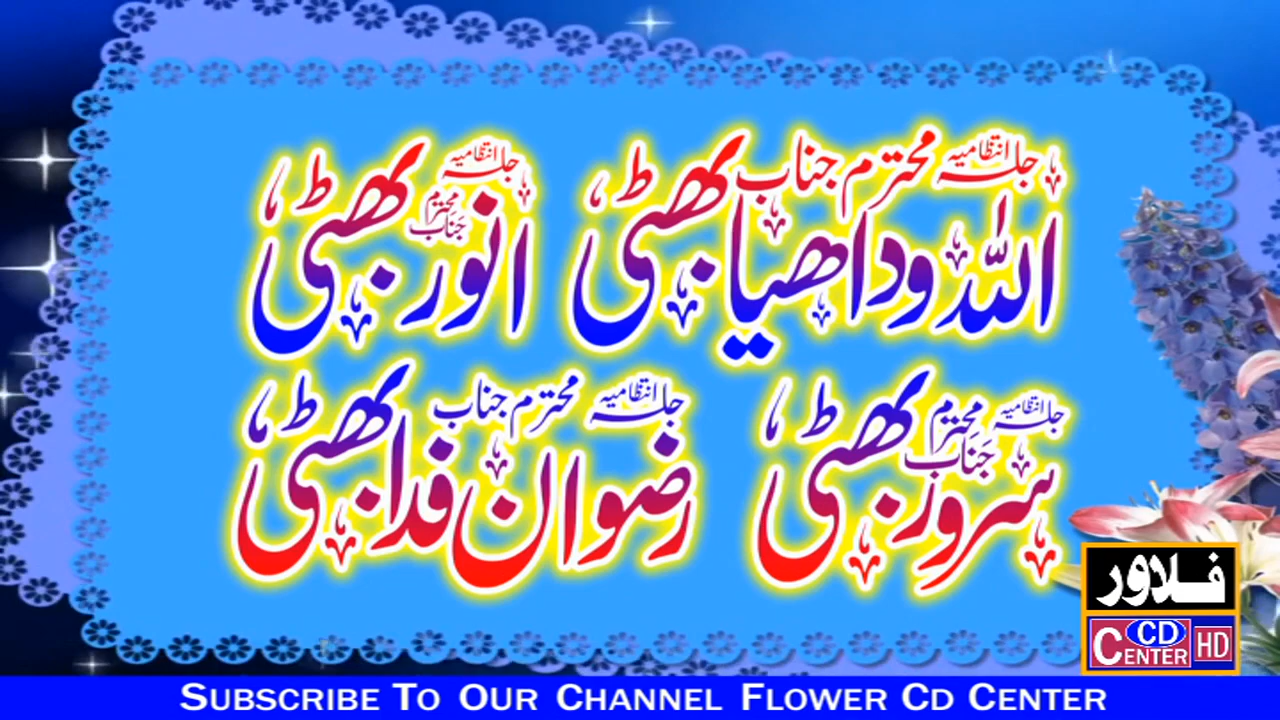 جلسہ انتظامیہ محترم جناب
اللہ ودھایا بھٹی
جلسہ انتظامیہ
محترم جناب
انور بھٹی
جلسہ انتظامیہ
محترم جناب
سرور بھٹی
جلسہ انتظامیہ محترم جناب
رضوان فدا بھٹی
فلاور
CD
CENTER HD
SUBSCRIBE TO OUR CHANNEL FLOWER CD CENTER